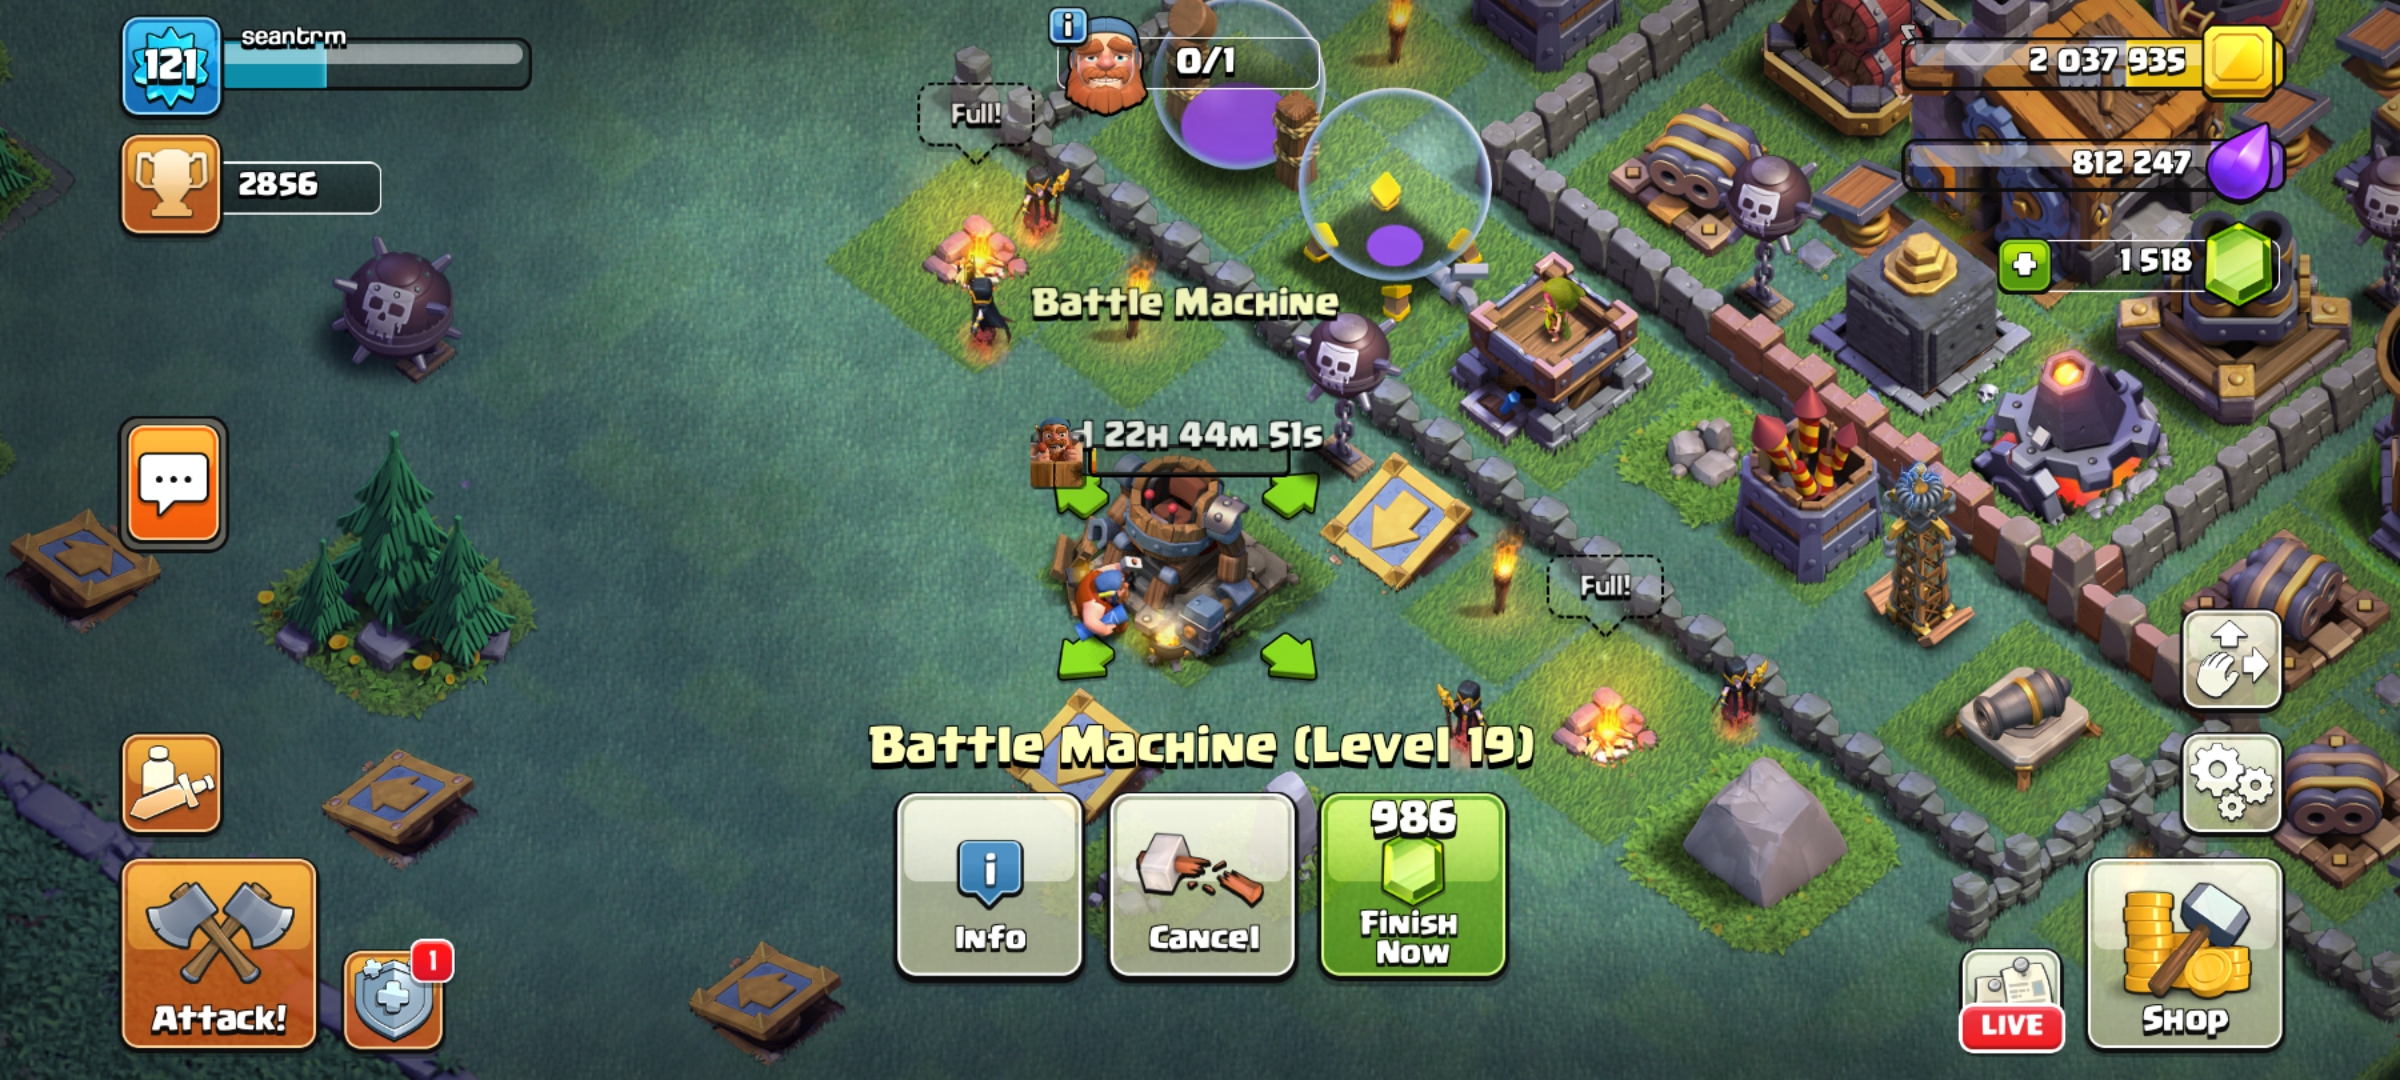 seantrm
121
0/1
2 037 935
Full!
812 247
2856
1 518
Battle Machine
22H 44M 51s
Full!
Battle Machine (Level 19)
986
Info
Cancel
Finish
Now
1
Attack!
LIVE
Shop